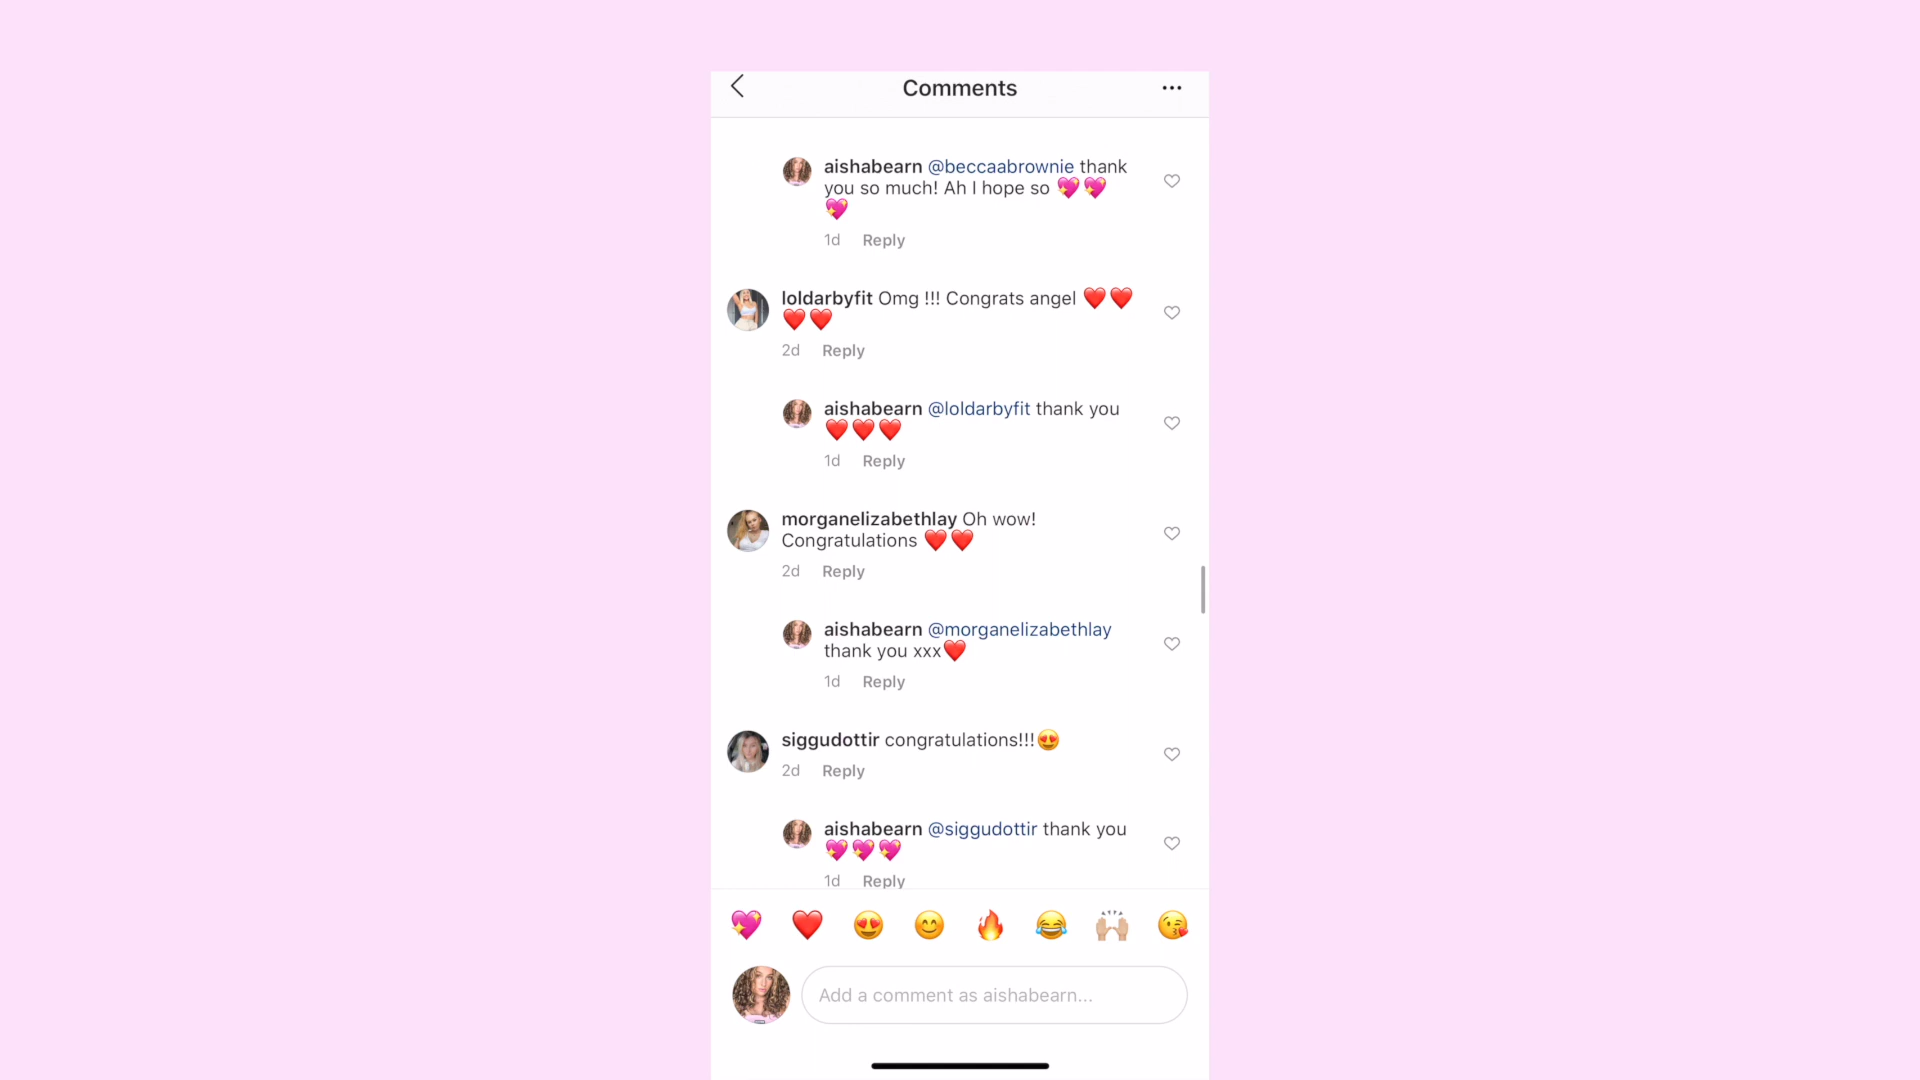 Comments
aishabearn @beccaabrownie thank
you so much! Ah I hope so 💖💖
💖
1d Reply
loldarbyfit Omg !!! Congrats angel ❤️❤️
❤️❤️
2d Reply
aishabearn @loldarbyfit thank you
❤️❤️❤️
1d Reply
morganelizabethlay Oh wow!
Congratulations ❤️❤️
2d Reply
aishabearn @morganelizabethlay
thank you xxx❤️
1d Reply
siggudottir congratulations!!!😍
2d Reply
aishabearn @siggudottir thank you
💖💖💖
1d Reply
💖 ❤️ 😍 😊 🔥 😂 🙌🏼 😘
Add a comment as aishabearn...